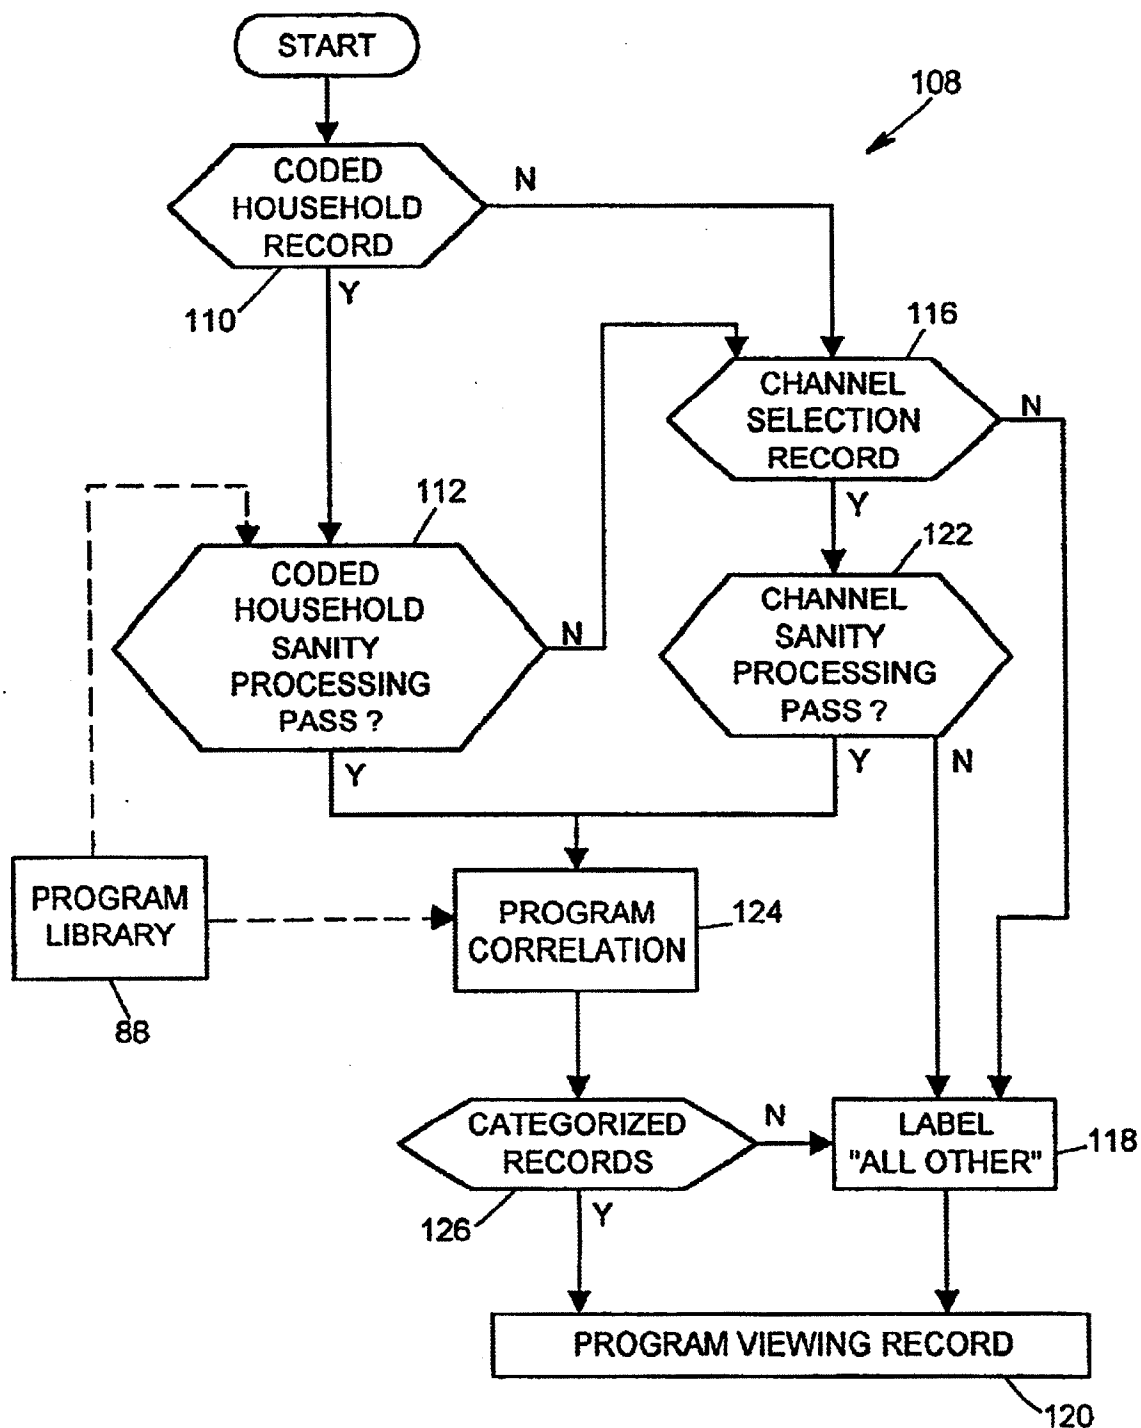 START
108
CODED
HOUSEHOLD
RECORD
N
Y
110
116
CHANNEL
SELECTION
RECORD
N
Y
112
CODED
HOUSEHOLD
SANITY
PROCESSING
PASS ?
N
Y
122
CHANNEL
SANITY
PROCESSING
PASS ?
Y
N
PROGRAM
LIBRARY
88
PROGRAM
CORRELATION
124
CATEGORIZED
RECORDS
N
Y
126
LABEL
"ALL OTHER"
118
PROGRAM VIEWING RECORD
120